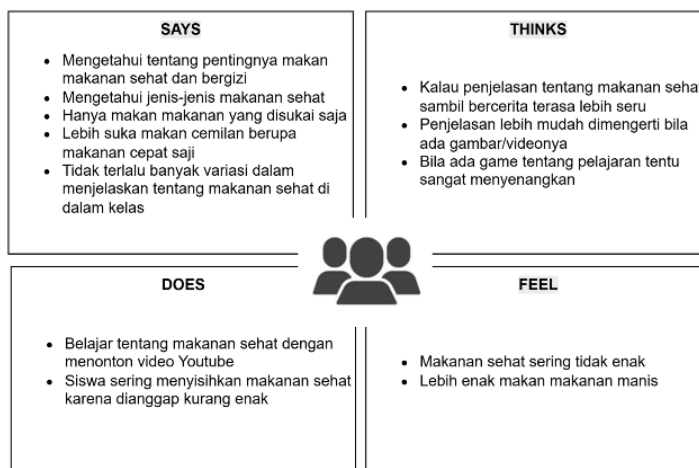 SAYS
Mengetahui tentang pentingnya makan
makanan sehat dan bergizi
Mengetahui jenis-jenis makanan sehat
Hanya makan makanan yang disukai saja
Lebih suka makan cemilan berupa
makanan cepat saji
Tidak terlalu banyak variasi dalam
menjelaskan tentang makanan sehat di
dalam kelas
THINKS
Kalau penjelasan tentang makanan sehat
sambil bercerita terasa lebih seru
Penjelasan lebih mudah dimengerti bila
ada gambar/videonya
Bila ada game tentang pelajaran tentu
sangat menyenangkan
DOES
Belajar tentang makanan sehat dengan
menonton video Youtube
Siswa sering menyisihkan makanan sehat
karena dianggap kurang enak
FEEL
Makanan sehat sering tidak enak
Lebih enak makan makanan manis